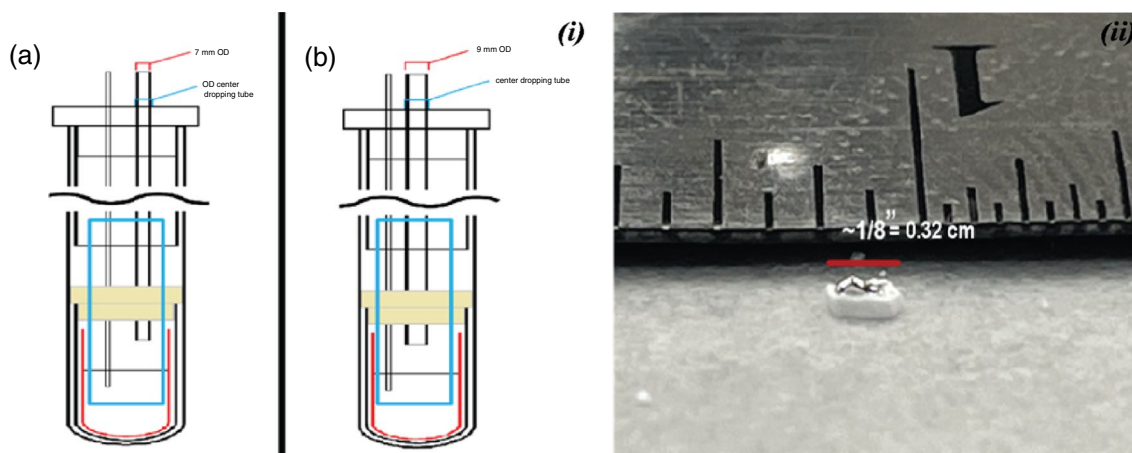 (a)
7 mm OD
OD center
dropping tube
(b)
9 mm OD
center
dropping tube
(i)
(ii)
1
~1/8”= 0.32 cm